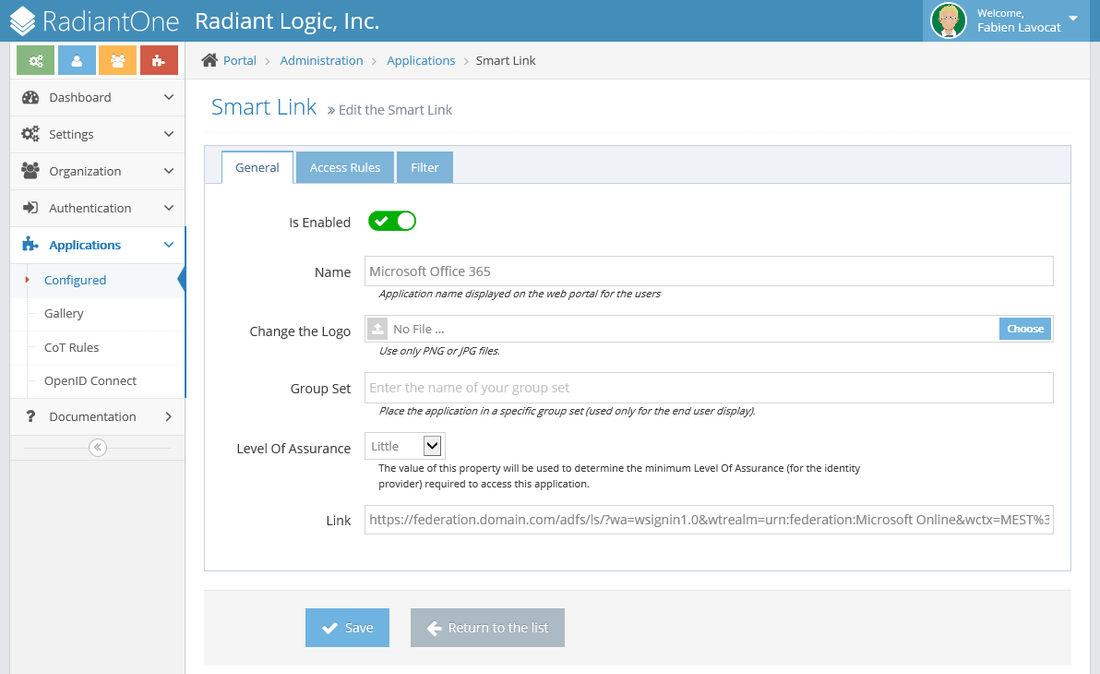 RadiantOne Radiant Logic, Inc.
Welcome,
Fabien Lavocat
Portal > Administration > Applications > Smart Link
Dashboard
Settings
Organization
Authentication
Applications
Configured
Gallery
CoT Rules
OpenID Connect
? Documentation
Smart Link » Edit the Smart Link
General Access Rules Filter
Is Enabled
Name Microsoft Office 365
Application name displayed on the web portal for the users
Change the Logo No File ... Choose
Use only PNG or JPG files.
Group Set Enter the name of your group set
Place the application in a specific group set (used only for the end user display).
Level Of Assurance Little
The value of this property will be used to determine the minimum Level Of Assurance (for the identity
provider) required to access this application.
Link https://federation.domain.com/adfs/ls/?wa=wsignin1.0&wtrealm=urn:federation:Microsoft Online&wctx=MEST%3
Save Return to the list